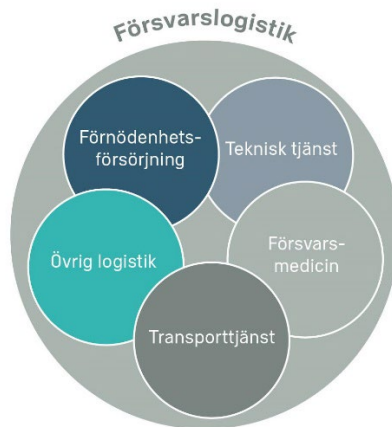 Försvarslogistik
Förnödenhets-
försörjning
Teknisk tjänst
Övrig logistik
Försvars-
medicin
Transporttjänst